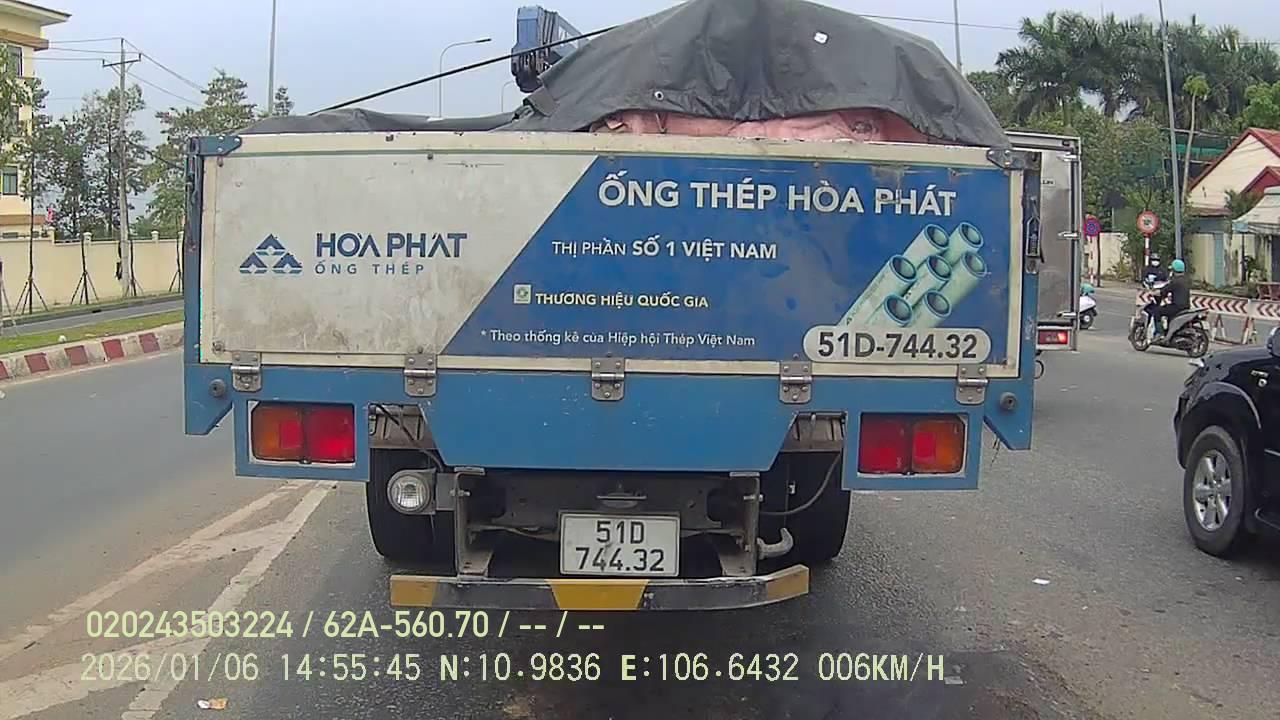 ỐNG THÉP HÒA PHÁT
HÒA PHÁT
ỐNG THÉP
THỊ PHẦN SỐ 1 VIỆT NAM
THƯƠNG HIỆU QUỐC GIA
* Theo thống kê của Hiệp hội Thép Việt Nam
51D-744.32
51D
744.32
020243503224 / 62A-560.70 / -- / --
2026/01/06 14:55:45 N:10.9836 E:106.6432 006KM/H